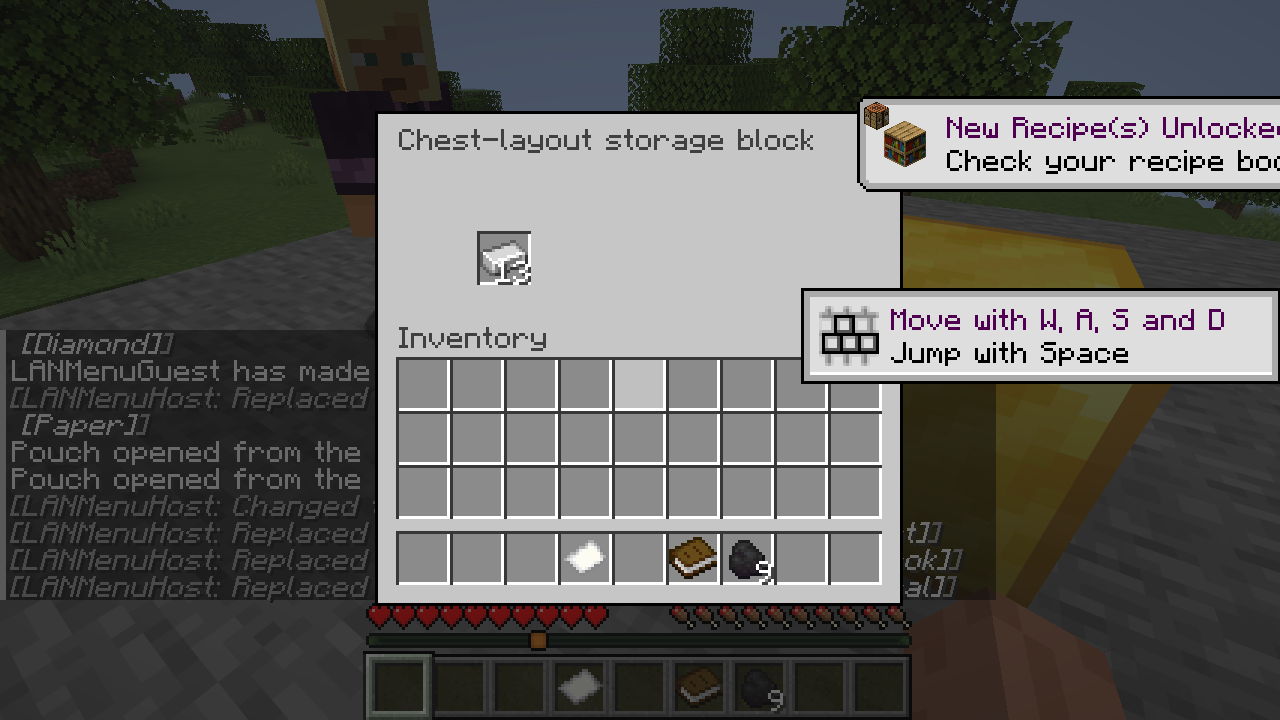 Chest-layout storage block
New Recipe(s) Unlocke
Check your recipe boo
Move with W, A, S and D
Jump with Space
Inventory
[[Diamond]]
LANMenuGuest has made
[LANMenuHost: Replaced
[Paper]]
Pouch opened from the
Pouch opened from the
[LANMenuHost: Changed
[LANMenuHost: Replaced t]]
[LANMenuHost: Replaced ok]]
[LANMenuHost: Replaced al]]
9
9